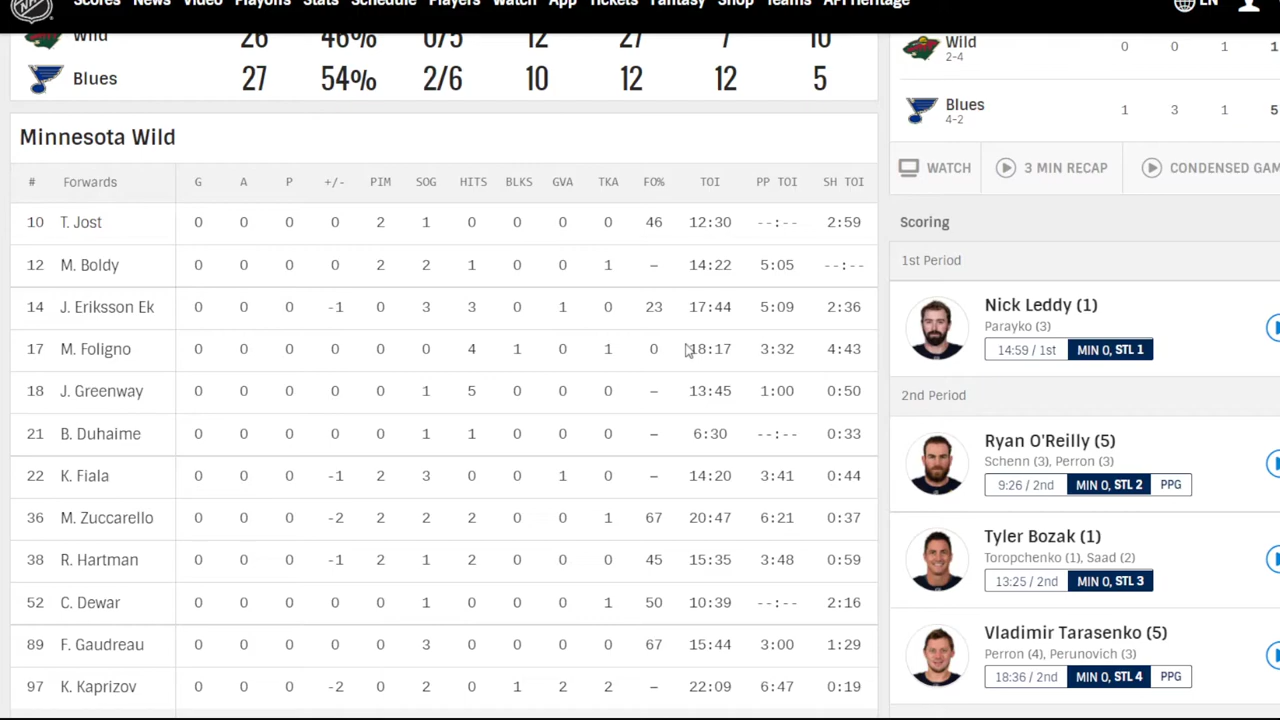 Scores News Video Playoffs Stats Schedule Players Watch App Tickets Fantasy Shop Teams All Heritage EN
Wild 26 46% 0/5 12 27 7 10
Blues 27 54% 2/6 10 12 12 5
Minnesota Wild
# Forwards G A P +/- PIM SOG HITS BLKS GVA TKA FO% TOI PP TOI SH TOI
10 T. Jost 0 0 0 0 2 1 0 0 0 0 46 12:30 --:-- 2:59
12 M. Boldy 0 0 0 0 2 2 1 0 0 1 – 14:22 5:05 --:--
14 J. Eriksson Ek 0 0 0 -1 0 3 3 0 1 0 23 17:44 5:09 2:36
17 M. Foligno 0 0 0 0 0 0 4 1 0 1 0 18:17 3:32 4:43
18 J. Greenway 0 0 0 0 0 1 5 0 0 0 – 13:45 1:00 0:50
21 B. Duhaime 0 0 0 0 0 1 1 0 0 0 – 6:30 --:-- 0:33
22 K. Fiala 0 0 0 -1 2 3 0 0 1 0 – 14:20 3:41 0:44
36 M. Zuccarello 0 0 0 -2 2 2 2 0 0 1 67 20:47 6:21 0:37
38 R. Hartman 0 0 0 -1 2 1 2 0 0 0 45 15:35 3:48 0:59
52 C. Dewar 0 0 0 0 0 1 0 0 0 1 50 10:39 --:-- 2:16
89 F. Gaudreau 0 0 0 0 0 3 0 0 0 0 67 15:44 3:00 1:29
97 K. Kaprizov 0 0 0 -2 0 2 0 1 2 2 – 22:09 6:47 0:19
Wild 0 0 1 1
2-4
Blues 1 3 1 5
4-2
WATCH 3 MIN RECAP CONDENSED GAM
Scoring
1st Period
Nick Leddy (1)
Parayko (3)
14:59 / 1st MIN 0, STL 1
2nd Period
Ryan O'Reilly (5)
Schenn (3), Perron (3)
9:26 / 2nd MIN 0, STL 2 PPG
Tyler Bozak (1)
Toropchenko (1), Saad (2)
13:25 / 2nd MIN 0, STL 3
Vladimir Tarasenko (5)
Perron (4), Perunovich (3)
18:36 / 2nd MIN 0, STL 4 PPG